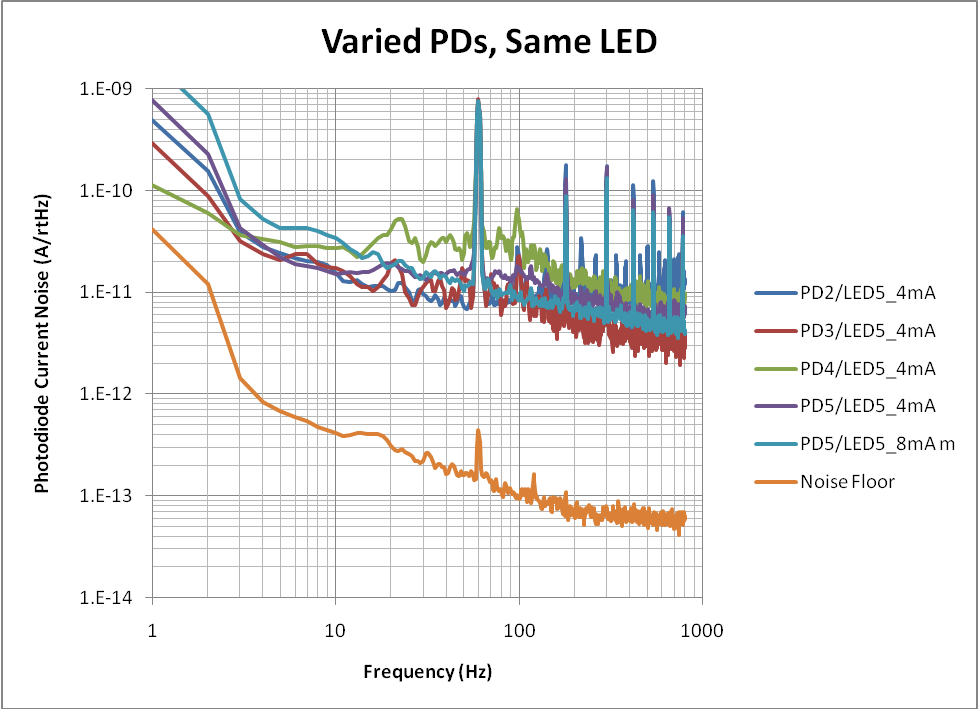 Varied PDs, Same LED
Photodiode Current Noise (A/rtHz)
1.E-09
1.E-10
1.E-11
1.E-12
1.E-13
1.E-14
1 10 100 1000
Frequency (Hz)
PD2/LED5_4mA
PD3/LED5_4mA
PD4/LED5_4mA
PD5/LED5_4mA
PD5/LED5_8mA m
Noise Floor